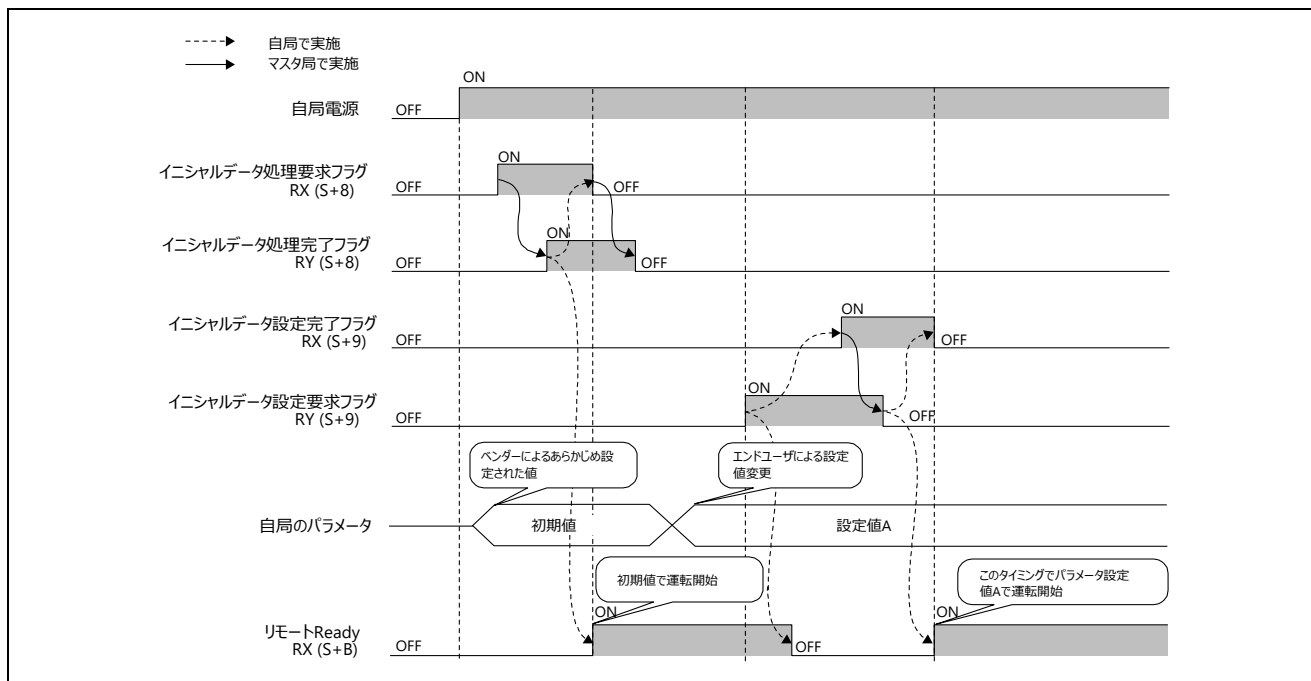 自局で実施
マスタ局で実施
ON
自局電源
OFF
ON
イニシャルデータ処理要求フラグ
RX (S+8)
OFF
OFF
イニシャルデータ処理完了フラグ
RY (S+8)
OFF
ON
OFF
イニシャルデータ設定完了フラグ
RX (S+9)
OFF
ON
OFF
イニシャルデータ設定要求フラグ
RY (S+9)
OFF
ON
OFF
ベンダーによるあらかじめ設
定された値
エンドユーザによる設定
値変更
自局のパラメータ
初期値
設定値A
初期値で運転開始
このタイミングでパラメータ設定
値Aで運転開始
リモートReady
RX (S+B)
OFF
ON
OFF
ON